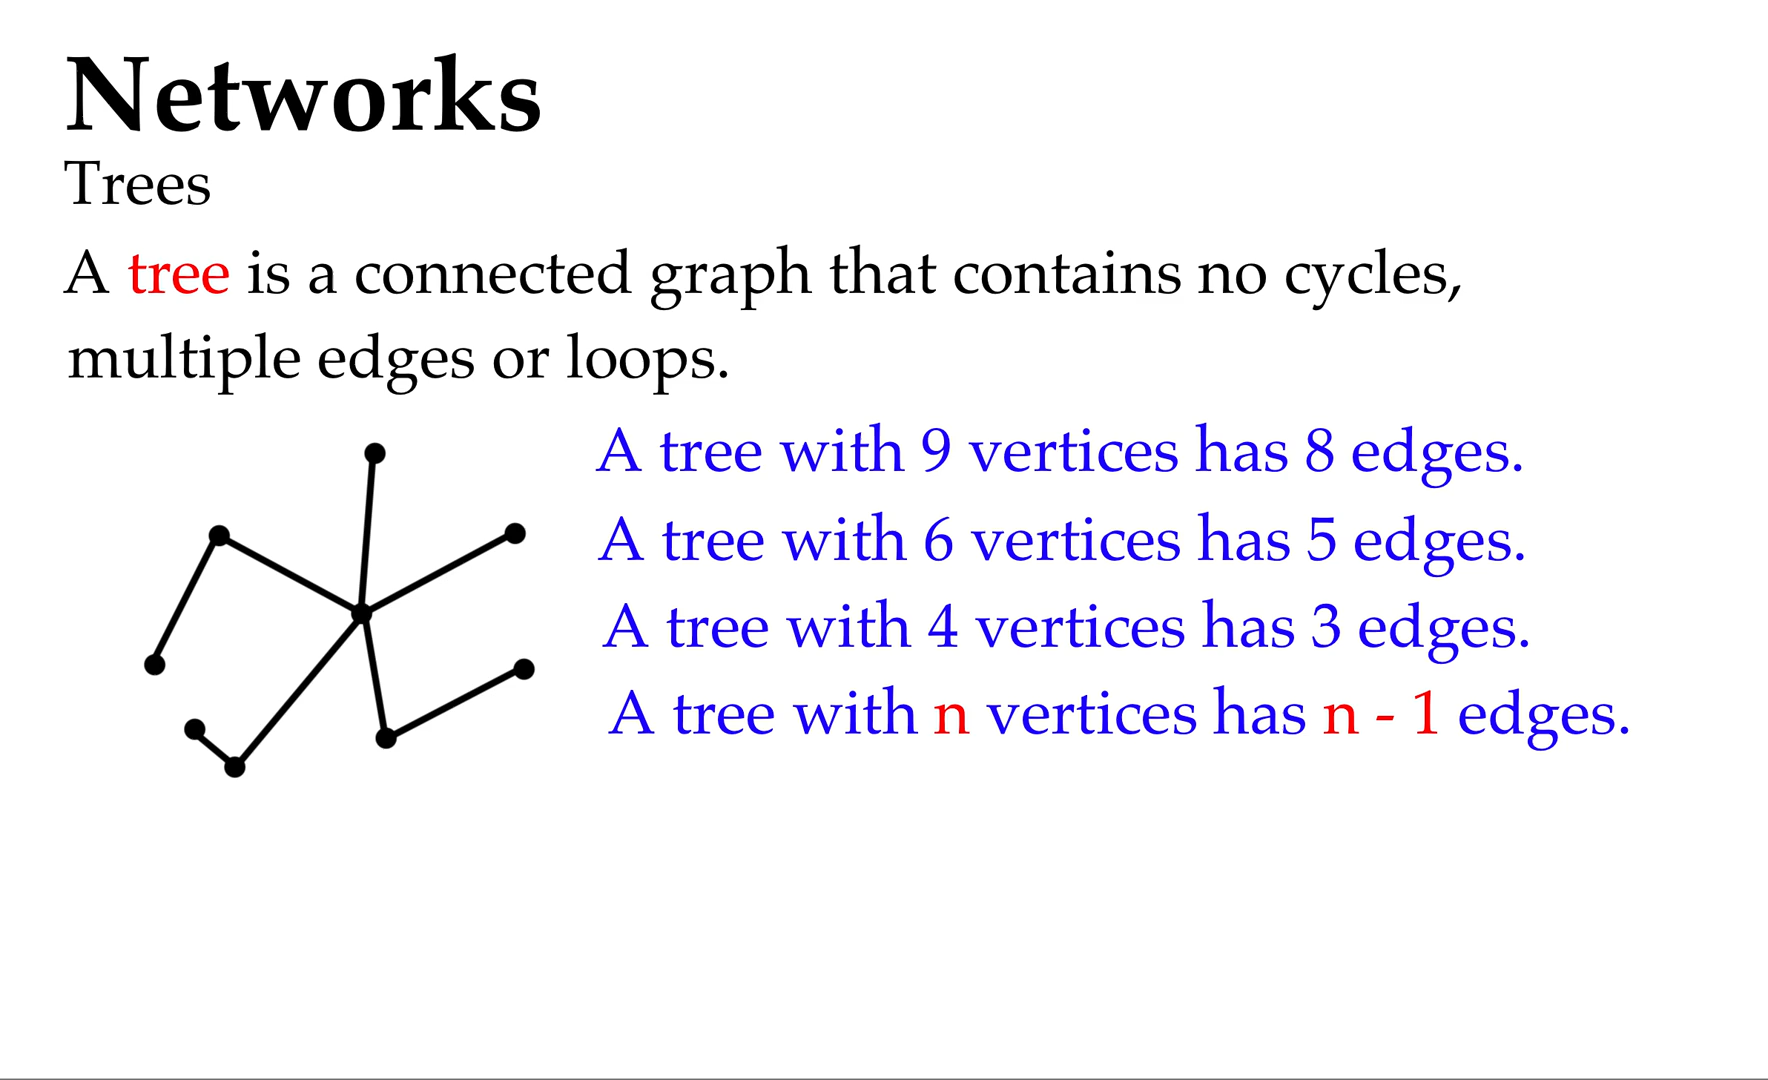 Networks
Trees
A tree is a connected graph that contains no cycles,
multiple edges or loops.
A tree with 9 vertices has 8 edges.
A tree with 6 vertices has 5 edges.
A tree with 4 vertices has 3 edges.
A tree with n vertices has n - 1 edges.